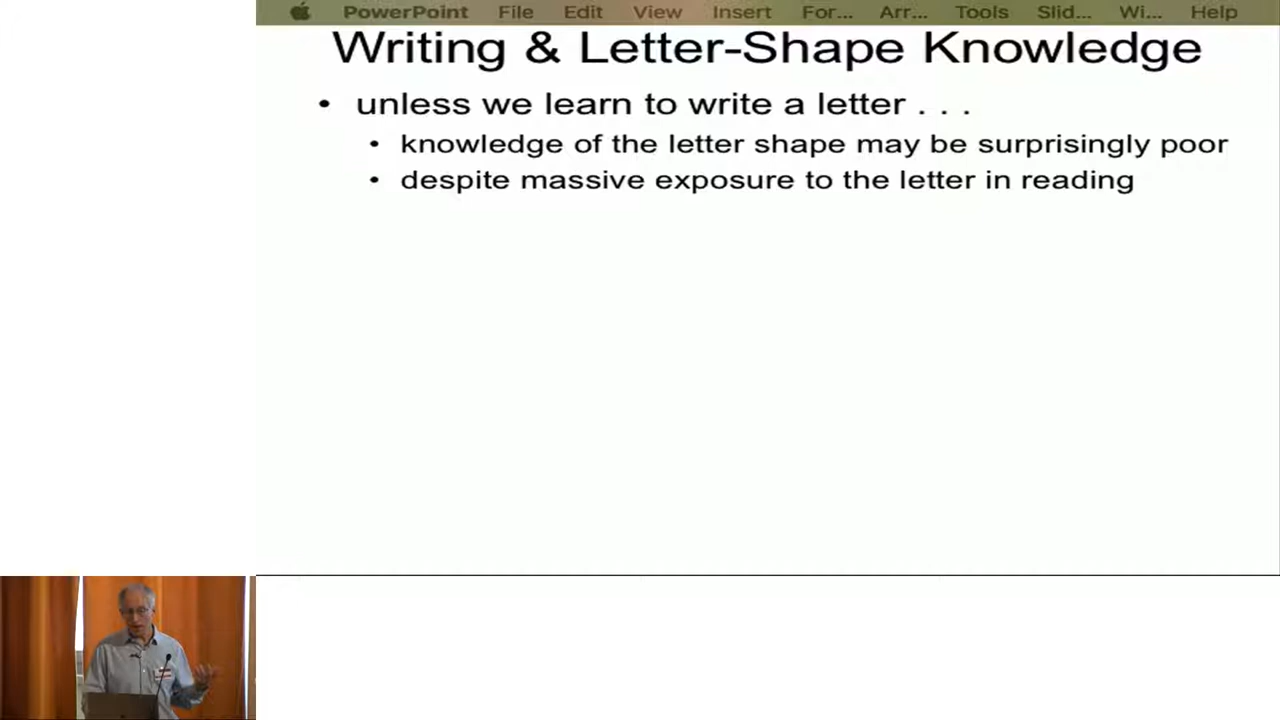 PowerPoint File Edit View Insert For... Arr... Tools Slid... Wi... Help
Writing & Letter-Shape Knowledge
• unless we learn to write a letter . . .
• knowledge of the letter shape may be surprisingly poor
• despite massive exposure to the letter in reading